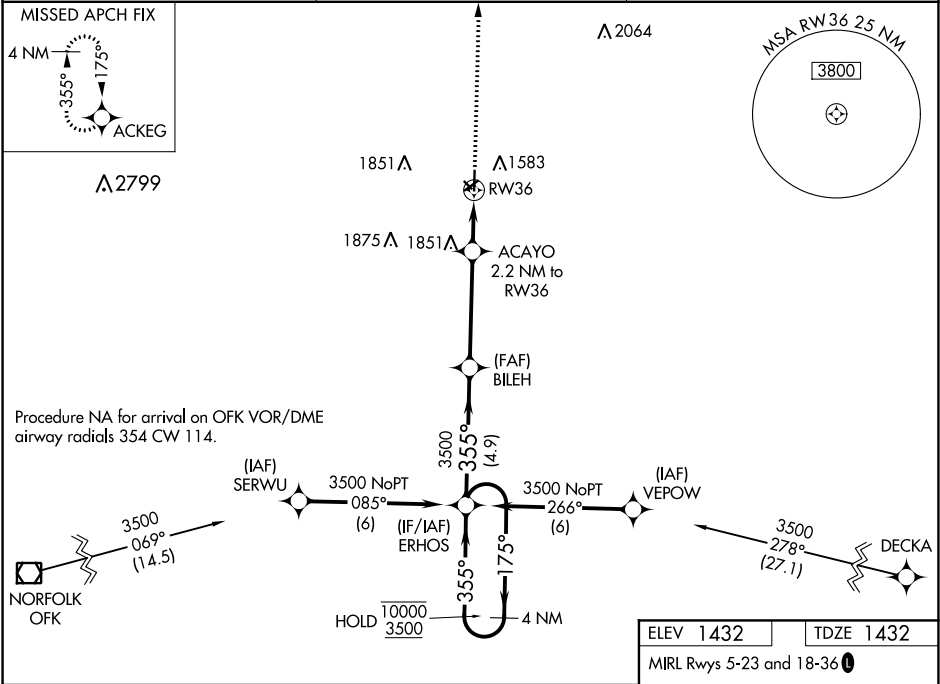 MISSED APCH FIX
4 NM
355°
175°
ACKEG
2799
2064
MSA RW36 25 NM
3800
1851
1583
RW36
1875
1851
ACAYO
2.2 NM to
RW36
(FAF)
BILEH
Procedure NA for arrival on OFK VOR/DME
airway radials 354 CW 114.
3500
355°
(4.9)
(IAF)
SERWU
3500 NoPT
085°
(6)
(IF/IAF)
ERHOS
3500 NoPT
266°
(6)
(IAF)
VEPOW
3500
069°
(14.5)
NORFOLK
OFK
3500
278°
(27.1)
DECKA
355°
175°
HOLD
10000
3500
4 NM
ELEV 1432
TDZE 1432
MIRL Rwys 5-23 and 18-36 L